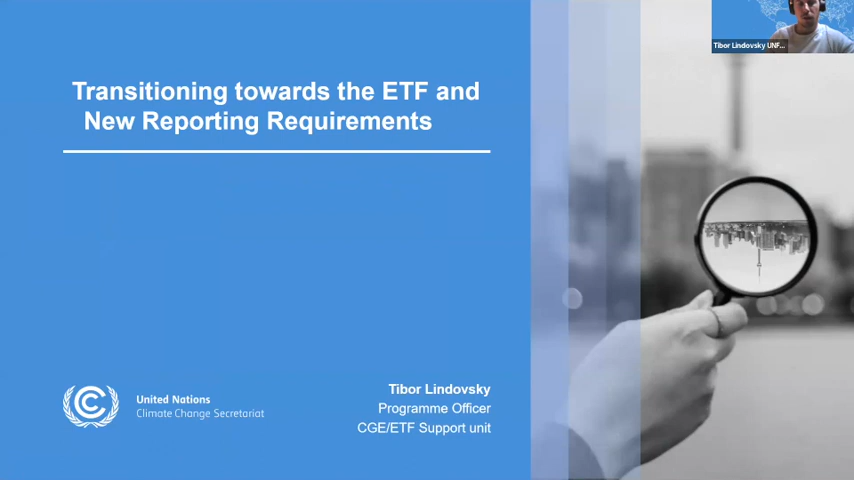 Tibor Lindovsky UNF...
Transitioning towards the ETF and
New Reporting Requirements
United Nations
Climate Change Secretariat
Tibor Lindovsky
Programme Officer
CGE/ETF Support unit